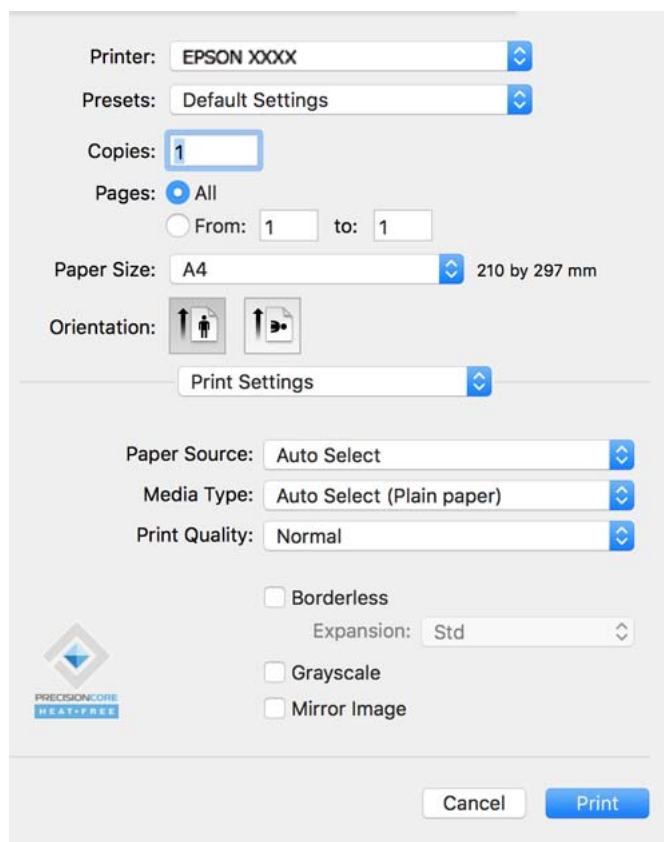 Printer: EPSON XXXX
Presets: Default Settings
Copies: 1
Pages: All
From: 1 to: 1
Paper Size: A4 210 by 297 mm
Orientation:
Print Settings
Paper Source: Auto Select
Media Type: Auto Select (Plain paper)
Print Quality: Normal
Borderless
Expansion: Std
Grayscale
Mirror Image
PRECISIONCORE
HEAT•FREE
Cancel Print